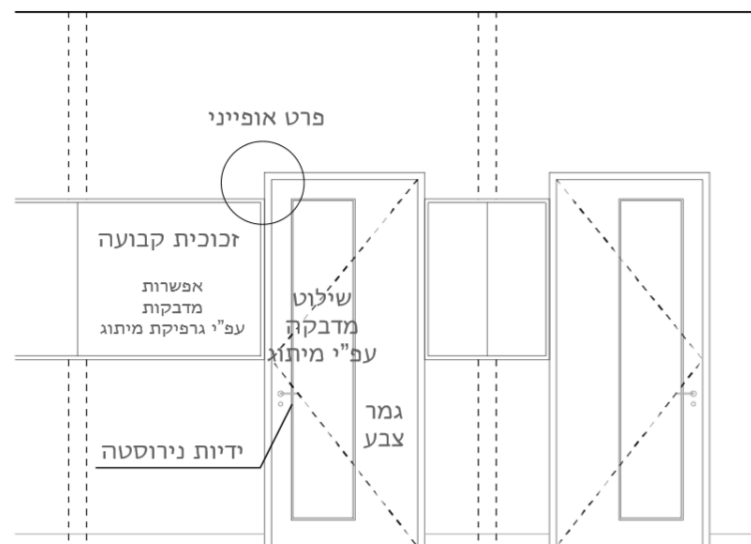 פרט אופייני
זכוכית קבועה
אפשרות
מדבקות
עפ"י גרפיקת מיתוג
שילוט
מדבקה
עפ"י מיתוג
גמר
צבע
ידיות נירוסטה